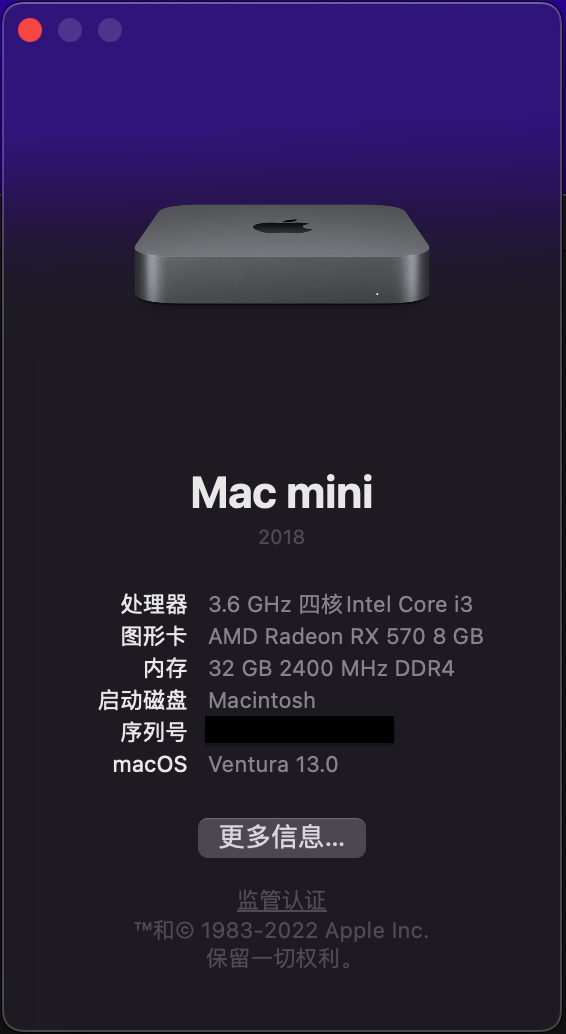 Mac mini
2018
处理器 3.6 GHz 四核Intel Core i3
图形卡 AMD Radeon RX 570 8 GB
内存 32 GB 2400 MHz DDR4
启动磁盘 Macintosh
序列号
macOS Ventura 13.0
更多信息...
监管认证
™和© 1983-2022 Apple Inc.
保留一切权利。